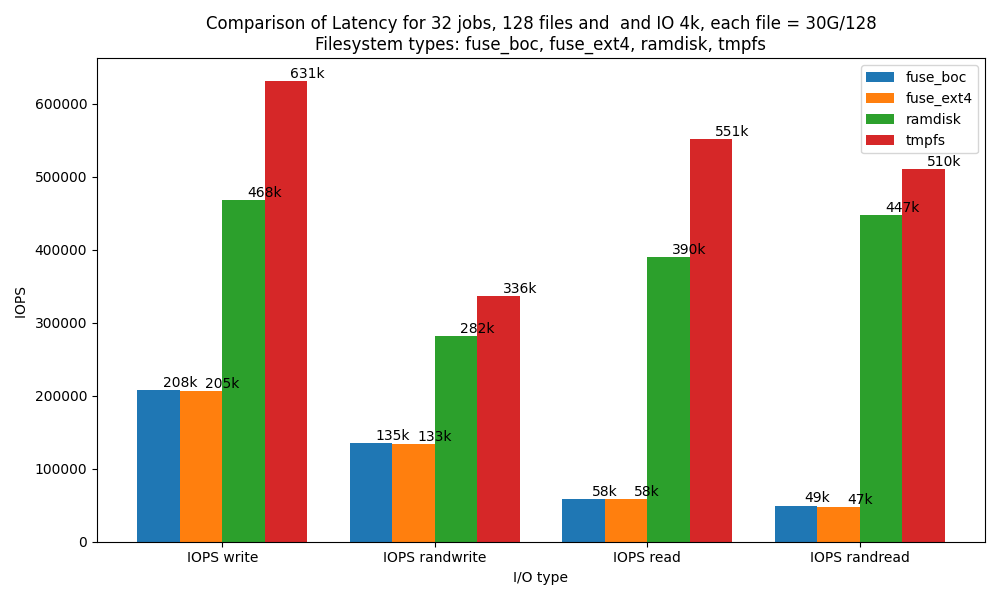 Comparison of Latency for 32 jobs, 128 files and  and IO 4k, each file = 30G/128
Filesystem types: fuse_boc, fuse_ext4, ramdisk, tmpfs
fuse_boc
fuse_ext4
ramdisk
tmpfs
IOPS
600000
500000
400000
300000
200000
100000
0
208k
205k
468k
631k
135k
133k
282k
336k
58k
58k
390k
551k
49k
47k
447k
510k
IOPS write
IOPS randwrite
IOPS read
IOPS randread
I/O type